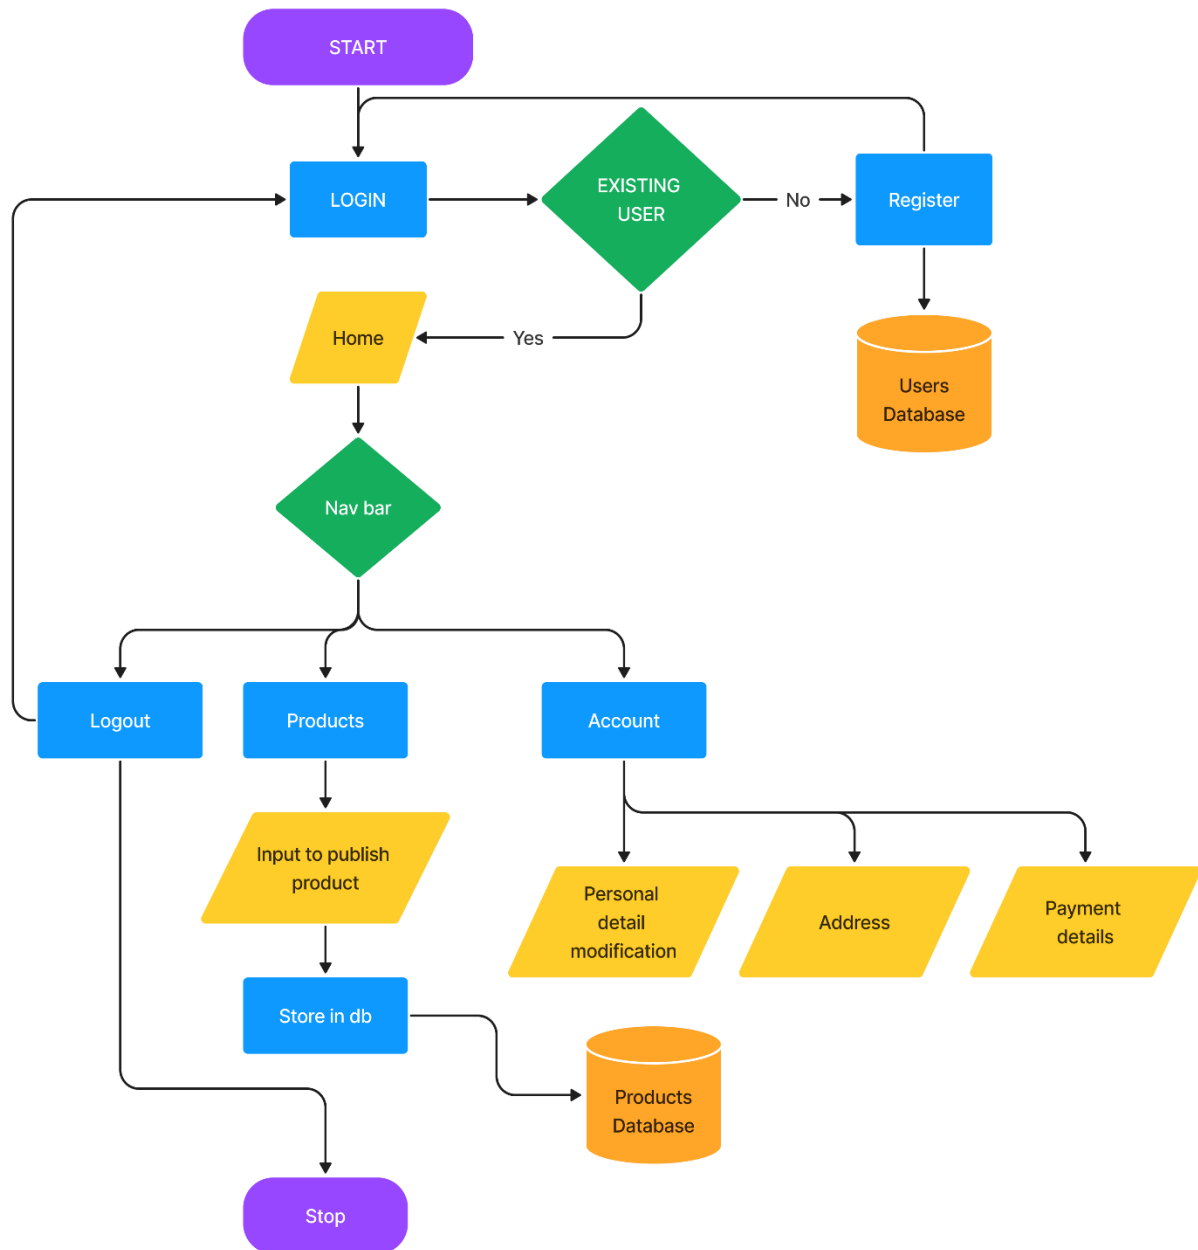 START
LOGIN
EXISTING
USER
No
Register
Home
Yes
Users
Database
Nav bar
Logout
Products
Account
Input to publish
product
Personal
detail
modification
Address
Payment
details
Store in db
Products
Database
Stop